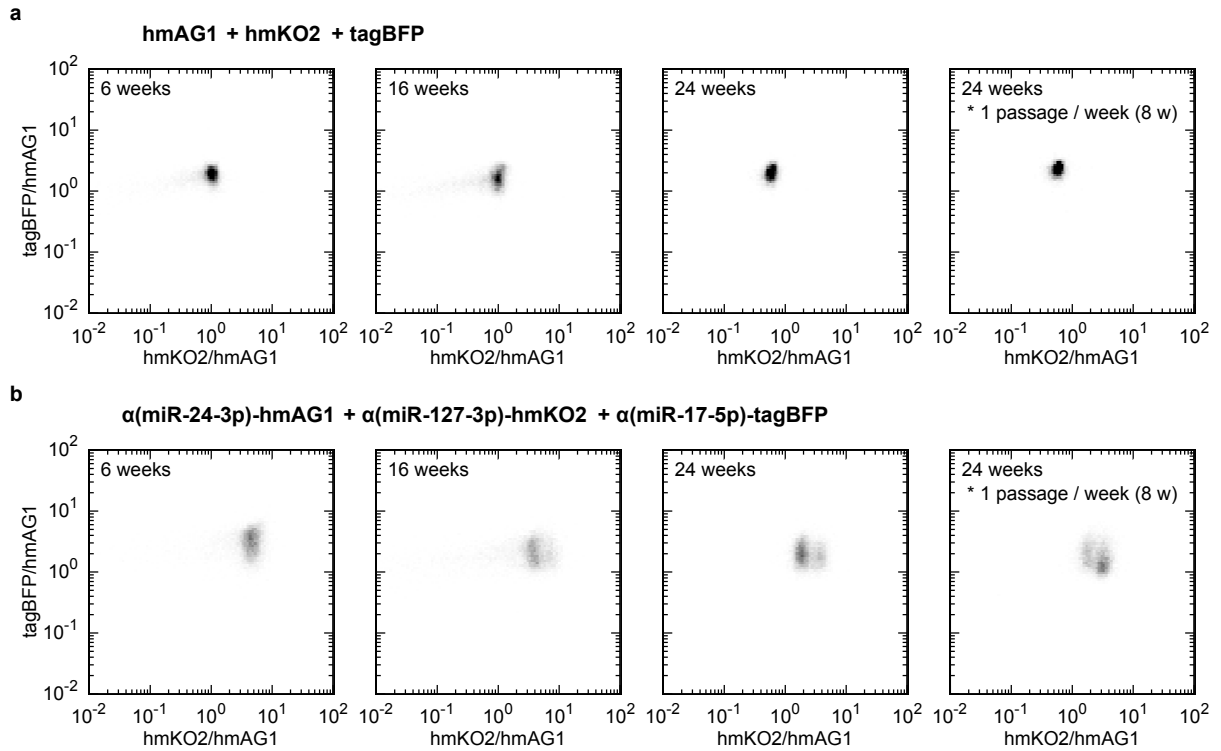 a
hmAG1 + hmKO2 + tagBFP
10² 10¹ 10⁰ 10⁻¹ 10⁻²
tagBFP/hmAG1
6 weeks
16 weeks
24 weeks
24 weeks
* 1 passage / week (8 w)
10⁻² 10⁻¹ 10⁰ 10¹ 10² 10⁻² 10⁻¹ 10⁰ 10¹ 10² 10⁻² 10⁻¹ 10⁰ 10¹ 10² 10⁻² 10⁻¹ 10⁰ 10¹ 10²
hmKO2/hmAG1 hmKO2/hmAG1 hmKO2/hmAG1 hmKO2/hmAG1
b
α(miR-24-3p)-hmAG1 + α(miR-127-3p)-hmKO2 + α(miR-17-5p)-tagBFP
10² 10¹ 10⁰ 10⁻¹ 10⁻²
tagBFP/hmAG1
6 weeks
16 weeks
24 weeks
24 weeks
* 1 passage / week (8 w)
10⁻² 10⁻¹ 10⁰ 10¹ 10² 10⁻² 10⁻¹ 10⁰ 10¹ 10² 10⁻² 10⁻¹ 10⁰ 10¹ 10² 10⁻² 10⁻¹ 10⁰ 10¹ 10²
hmKO2/hmAG1 hmKO2/hmAG1 hmKO2/hmAG1 hmKO2/hmAG1